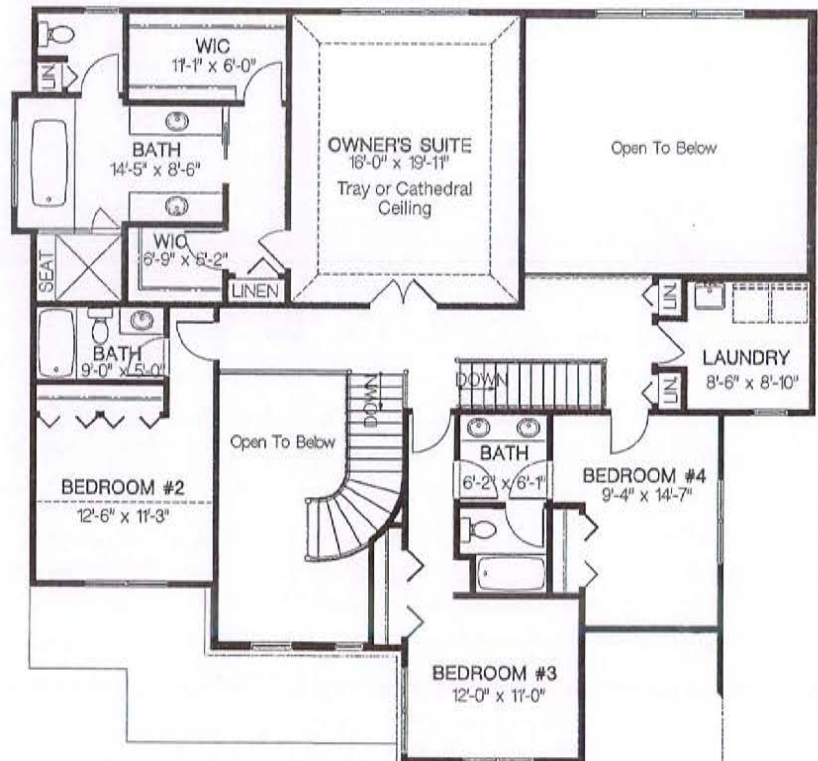 WIC
11'-1" x 6'-0"
LIN
BATH
14'-5" x 8'-6"
OWNER'S SUITE
16'-0" x 19'-11"
Tray or Cathedral
Ceiling
Open To Below
WIC
6'-9" x 6'-2"
SEAT
LINEN
LIN
BATH
9'-0" x 5'-0"
LAUNDRY
8'-6" x 8'-10"
DOWN
DOWN
LIN
Open To Below
BATH
6'-2" x 6'-1"
BEDROOM #4
9'-4" x 14'-7"
BEDROOM #2
12'-6" x 11'-3"
BEDROOM #3
12'-0" x 11'-0"